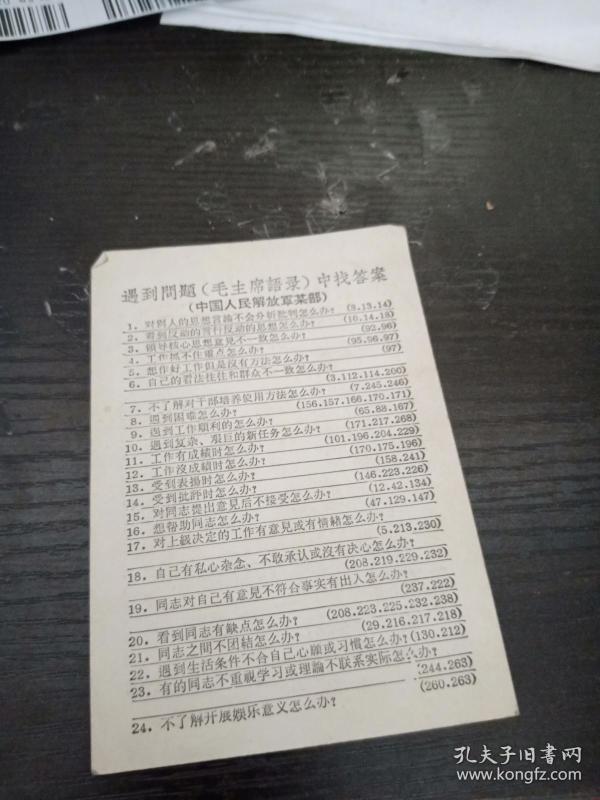 遇到問題（毛主席語录）中找答案
（中国人民解放軍某部）
1．对別人的思想言論不会分析批判怎么办？(8.13.14)
2．看到反动的言行反动的思想怎么办？(10.14.18)
3．領导核心思想意見不一致怎么办？(92.96)
4．工作抓不住重点怎么办？(95.96.97)
5．想作好工作但是沒有方法怎么办？(97)
6．自己的看法往往和群众不一致怎么办？
(3.112.114.200)
7．不了解对干部培养使用方法怎么办？(7.245.246)
8．遇到困难怎么办？(156.157.166.170.171)
9．遇到工作順利的怎么办？(65.88.167)
10．遇到复杂、艰巨的新任务怎么办？(171.217.268)
11．工作有成績时怎么办？(101.196.204.229)
12．工作沒成績时怎么办？(170.175.196)
13．受到表揚时怎么办？(158.241)
14．受到批評时怎么办？(146.223.226)
15．对同志提出意見后不接受怎么办？(12.42.134)
16．想帮助同志怎么办？(47.129.147)
17．对上級决定的工作有意見或有情緒怎么办？
(5.213.230)
18．自己有私心杂念、不敢承认或沒有决心怎么办？
(208.219.229.232)
19．同志对自己有意見不符合事实有出入怎么办？
(237.222)
20．看到同志有缺点怎么办？(208.223.225.232.238)
21．同志之間不团結怎么办？(29.216.217.218)
22．遇到生活条件不合自己心願或习慣怎么办？(130.212)
23．有的同志不重視学习或理論不联系实际怎么办？
(244.263)
24．不了解开展娱乐意义怎么办？(260.263)
孔夫子旧书网
www.kongfz.com